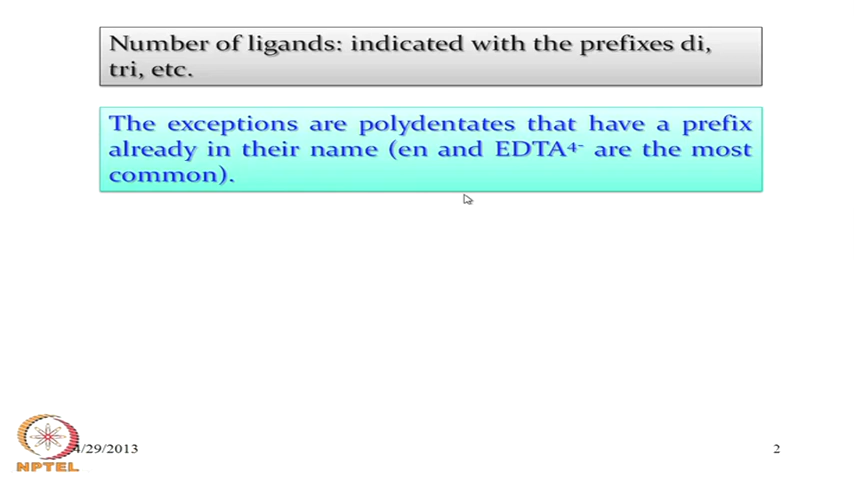 Number of ligands: indicated with the prefixes di,
tri, etc.
The exceptions are polydentates that have a prefix
already in their name (en and EDTA⁴⁻ are the most
common).
4/29/2013
2
NPTEL